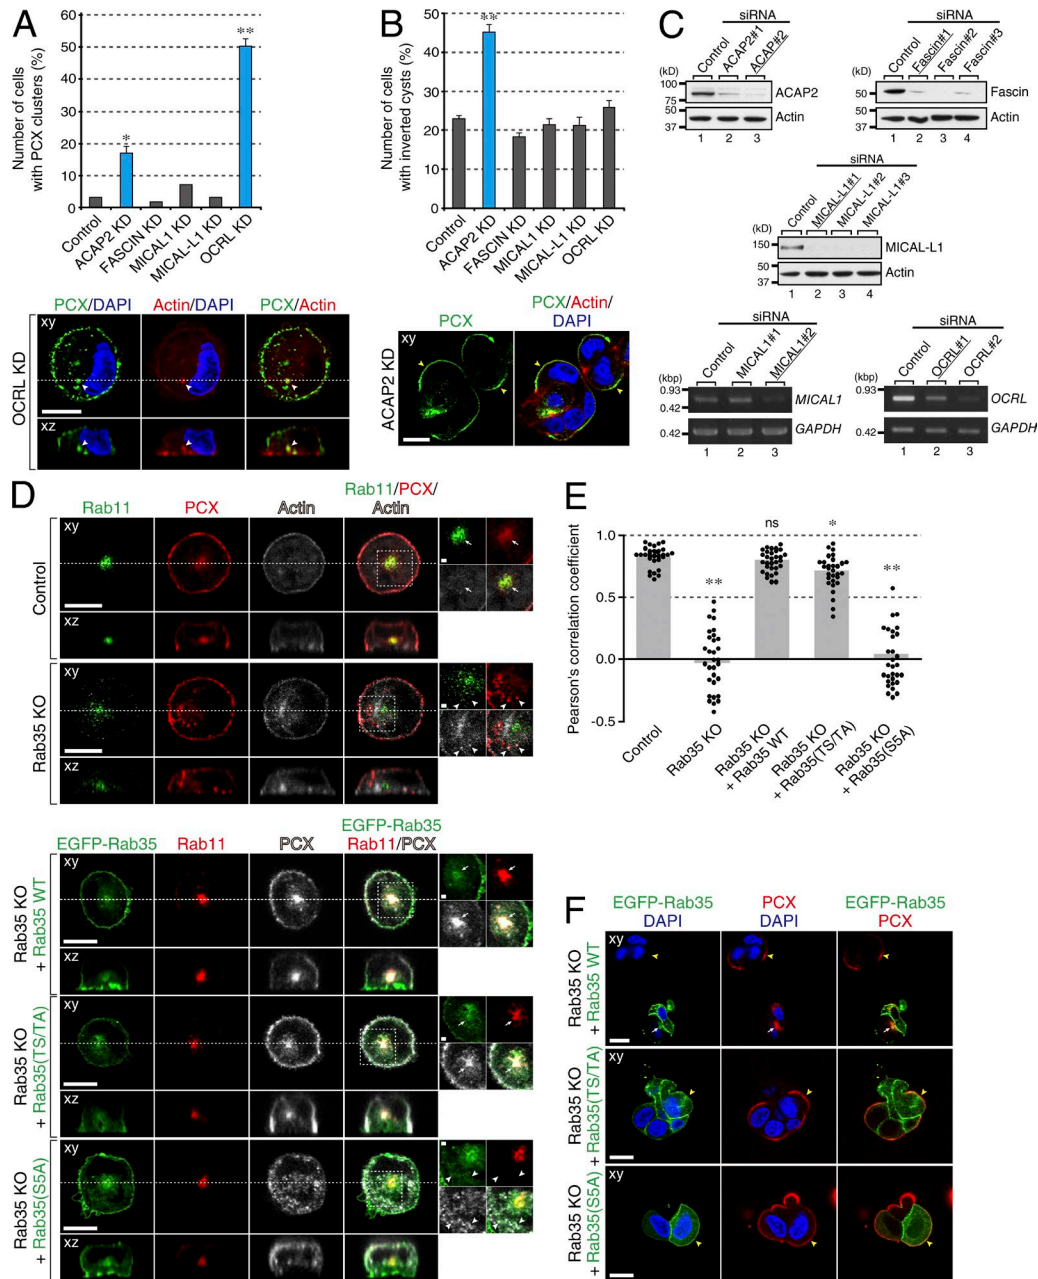 A
Number of cells
with PCX clusters (%)
60
50
40
30
20
10
0
*
**
Control
ACAP2 KD
FASCIN KD
MICAL1 KD
MICAL-L1 KD
OCRL KD
B
Number of cells
with inverted cysts (%)
50
40
30
20
10
0
**
Control
ACAP2 KD
FASCIN KD
MICAL1 KD
MICAL-L1 KD
OCRL KD
C
siRNA
Control
ACAP2#1
ACAP#2
(kD)
100
75
50
37
ACAP2
Actin
1 2 3
siRNA
Control
Fascin#1
Fascin#2
Fascin#3
(kD)
50
50
37
Fascin
Actin
1 2 3 4
siRNA
Control
MICAL-L1#1
MICAL-L1#2
MICAL-L1#3
(kD)
150
50
37
MICAL-L1
Actin
1 2 3 4
siRNA
Control
MICAL1#1
MICAL1#2
(kbp)
0.93
0.42
0.42
MICAL1
GAPDH
1 2 3
siRNA
Control
OCRL#1
OCRL#2
(kbp)
0.93
0.42
0.42
OCRL
GAPDH
1 2 3
PCX/DAPI Actin/DAPI PCX/Actin
OCRL KD
xy
xz
PCX
PCX/Actin/
DAPI
ACAP2 KD
xy
D
Rab11 PCX Actin
Rab11/PCX/
Actin
Control
xy
xz
Rab35 KO
xy
xz
EGFP-Rab35 Rab11 PCX
EGFP-Rab35
Rab11/PCX
Rab35 KO
+ Rab35 WT
xy
xz
Rab35 KO
+ Rab35(TS/TA)
xy
xz
Rab35 KO
+ Rab35(S5A)
xy
xz
E
Pearson's correlation coefficient
1.0
0.5
0.0
-0.5
**
ns
*
**
Control
Rab35 KO
Rab35 KO
+ Rab35 WT
Rab35 KO
+ Rab35(TS/TA)
Rab35 KO
+ Rab35(S5A)
F
EGFP-Rab35
DAPI
PCX
DAPI
EGFP-Rab35
PCX
Rab35 KO
+ Rab35 WT
xy
Rab35 KO
+ Rab35(TS/TA)
xy
Rab35 KO
+ Rab35(S5A)
xy